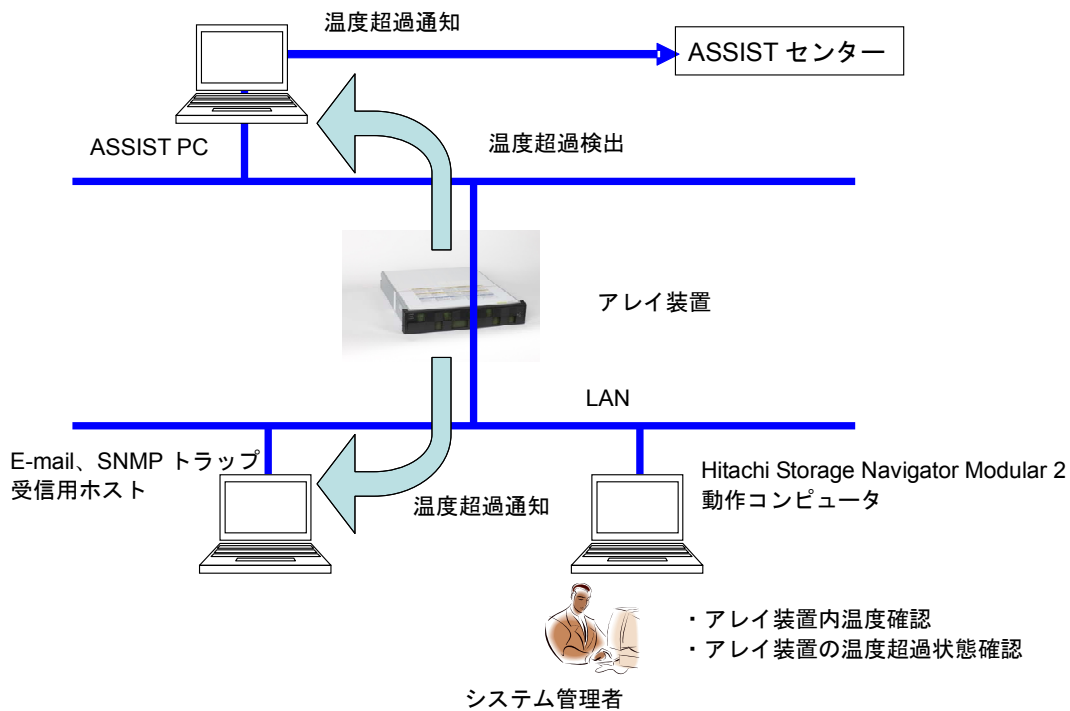 温度超過通知
ASSIST センター
ASSIST PC
温度超過検出
アレイ装置
LAN
E-mail、SNMP トラップ
受信用ホスト
温度超過通知
Hitachi Storage Navigator Modular 2
動作コンピュータ
・アレイ装置内温度確認
・アレイ装置の温度超過状態確認
システム管理者